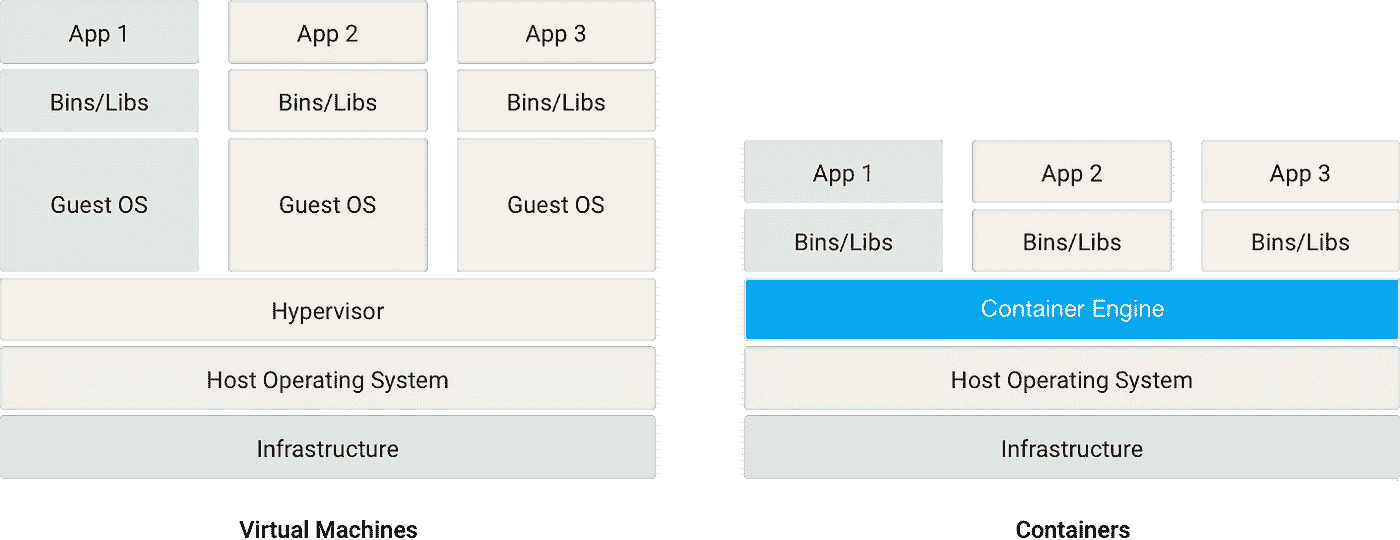 App 1
App 2
App 3
Bins/Libs
Bins/Libs
Bins/Libs
Guest OS
Guest OS
Guest OS
Hypervisor
Host Operating System
Infrastructure
Virtual Machines
App 1
App 2
App 3
Bins/Libs
Bins/Libs
Bins/Libs
Container Engine
Host Operating System
Infrastructure
Containers